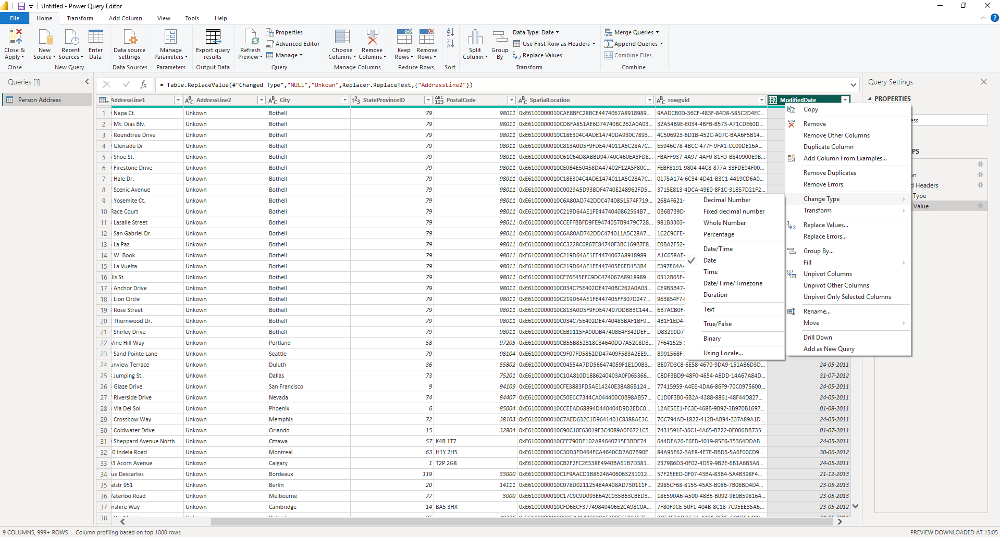 Untitled - Power Query Editor
File Home Transform Add Column View Tools Help
Close & Apply
New Source
Recent Sources
Enter Data
Data source settings
Manage Parameters
Export query results
Refresh Preview
Properties
Advanced Editor
Manage
Choose Columns
Remove Columns
Keep Rows
Remove Rows
Split Column
Group By
Data Type: Date
Use First Row as Headers
Replace Values
Merge Queries
Append Queries
Combine Files
Close New Query Data Sources Parameters Output Data Query Manage Columns Reduce Rows Sort Transform Combine
Queries [1]
Person Address
fx = Table.ReplaceValue(#"Changed Type","NULL","Unkown",Replacer.ReplaceText,{"AddressLine2"})
Query Settings
PROPERTIES
AddressLine1 AddressLine2 City StateProvinceID PostalCode SpatialLocation rowguid ModifiedDate
1 Napa Ct. Unkown Bothell 79 98011 0xE6100000010CAE8BFC28BCE4474067A8918989... 9AADCB0D-36CF-483F-84D8-585C2D4EC...
2 Mt. Dias Blv. Unkown Bothell 79 98011 0xE6100000010CD6FA851AE6D74740BC262A0A03... 32A54B9E-E034-4BFB-B573-A71CDE60D...
3 Roundtree Drive Unkown Bothell 79 98011 0xE6100000010C18E304C4ADE14740DA930C7893... 4C506923-6D1B-452C-A07C-BAA6F5B14...
4 Glenside Dr Unkown Bothell 79 98011 0xE6100000010C813A0D5F9FDE474011A5C28A7C... E5946C78-4BCC-477F-9FA1-CC09DE16A...
5 Shoe St. Unkown Bothell 79 98011 0xE6100000010C61C64D8ABBD94740C460EA3FD8... FBAFF937-4A97-4AF0-81FD-B849900E9B...
6 Firestone Drive Unkown Bothell 79 98011 0xE6100000010CE0B4E50458DA47402F12A5F80C... FEBF8191-9804-44C8-877A-33FDE94F00...
7 Hale Dr. Unkown Bothell 79 98011 0xE6100000010C18E304C4ADE1474067A8918989... 0175A174-6C34-4D41-B3C1-4419CD6A0...
8 Scenic Avenue Unkown Bothell 79 98011 0xE6100000010C0029A5D93BDF4740E248962FD5... 3715E813-4DCA-49E0-8F1C-31857D21F2...
9 Yosemite Ct. Unkown Bothell 79 98011 0xE6100000010C6A80AD742DDC4740851574F719... 268AF621-
10 Race Court Unkown Bothell 79 98011 0xE6100000010C219D64AE1FE4474040862564B7... 0B6B739D-
11 Lasalle Street Unkown Bothell 79 98011 0xE6100000010CCEFFBBFD9FE9474057B9479C728... 981B3303-
12 San Gabriel Dr. Unkown Bothell 79 98011 0xE6100000010C6A80AD742DDC474011A5C28A7... 1C2C9CFE-
13 La Paz Unkown Bothell 79 98011 0xE6100000010CC3228C0867E84740F3BC169B7F8... E0BA2F52-
14 W. Book Unkown Bothell 79 98011 0xE6100000010C219D64AE1FE4474067A8918989... A1C658AE-
15 La Vuelta Unkown Bothell 79 98011 0xE6100000010C219D64AE1FE447405E6ED153B4... F397E64A-
16 lis St. Unkown Bothell 79 98011 0xE6100000010CF76E45EFC9DC474067A8918989... 0312B65F-
17 Anchor Drive Unkown Bothell 79 98011 0xE6100000010C034C75E402DE4740BC262A0A03... CE9B3B47-
18 Lion Circle Unkown Bothell 79 98011 0xE6100000010C219D64AE1FE447405FF307D247... 963854F7-
19 Rose Street Unkown Bothell 79 98011 0xE6100000010C813A0D5F9FDE47407DDBB3C144... 6B7ACB0F-
20 Thornwood Dr. Unkown Bothell 79 98011 0xE6100000010C034C75E402DE4740483BAF1BF9... 4B1F1ED4-
21 Shirley Drive Unkown Bothell 79 98011 0xE6100000010CEB9115FA90DB47408E4F342DEF... D83299D7-
22 Vine Hill Way Unkown Portland 58 97205 0xE6100000010CB55B852318C34640DD7A52C8D3... 7F641525-
23 Sand Pointe Lane Unkown Seattle 79 98104 0xE6100000010C9F07FD5862DD47409F583A2EE9... B991568F-
24 unview Terrace Unkown Duluth 36 55802 0xE6100000010C04554A7DD566474059F1E1D0B3... BE07D3C8-6E58-4670-9DA9-151AB6D3D... 24-05-2011
25 Jumping St. Unkown Dallas 73 75201 0xE6100000010C10A810D1886240403A0F065366... C8DF3BD9-48F0-4654-A8DD-14A67A84D... 31-07-2012
26 Glaze Drive Unkown San Francisco 9 94109 0xE6100000010CFE3883FD5AE14240E38A86B124... 77415959-A4EE-4DA6-86F9-70C0975600... 24-05-2011
27 Riverside Drive Unkown Nevada 74 84407 0xE6100000010C50ECC7344CA044400C0B98AB57... C1D0F3B0-6B2A-4388-8861-48F44D827... 24-05-2011
28 Via Del Sol Unkown Phoenix 6 85004 0xE6100000010CCEEAD68894D440404D9D2EDC0... 12AE5EE1-FC3E-468B-9B92-3B970B1697... 01-08-2011
29 Crossbow Way Unkown Memphis 72 38103 0xE6100000010C7AED632C1D9641401C8388AE3C... 7CC794AD-1822-412B-AB94-337A89A1D... 24-05-2011
30 Coldwater Drive Unkown Orlando 15 32804 0xE6100000010C90C10F63019F3C4089A0F6721C5... 7431591F-36C1-4A65-B722-0E006DB735... 01-07-2011
31 Sheppard Avenue North Unkown Ottawa 57 K4B 1T7 0xE6100000010CFE790DE102A84640715F3BDE74... 644DEA26-E6FD-4019-85E6-35364DDAB... 24-05-2011
32 0 Indela Road Unkown Montreal 63 H1Y 2H5 0xE6100000010C30D3FD464FCA4640CD2A07B90E... 84A95F62-3AE8-4E7E-BBD5-5A6F00CD9... 30-06-2012
33 03 Acorn Avenue Unkown Calgary 1 T2P 2G8 0xE6100000010CB2F2FC2E338E4940BA61B7D381... 237986D3-0F02-4D59-9B2E-6B1A6B5A6... 24-05-2011
34 ue Descartes Unkown Bordeaux 119 33000 0xE6100000010C1F9AACD1B86246406063231012... 57F25EED-0F07-43BA-83B4-5A4B398F4... 21-12-2013
35 alstr 951 Unkown Berlin 20 14111 0xE6100000010C078D021125484A408AD730111F... 2985CF68-8155-45A3-B086-7B08BD4D4... 23-05-2013
36 Vaterloo Road Unkown Melbourne 77 3000 0xE6100000010C17C9C9D093E642C035B63CBED3... 18E590A6-A500-48B5-B092-9E0B598164... 23-05-2013
37 nshire Way Unkown Cambridge 14 BA5 3HX 0xE6100000010CFD6ECF37749849406E2CA98C0A... 7F80F9CE-50F1-404B-8C18-7C95EE35A6... 23-05-2012
38
Copy
Remove
Remove Other Columns
Duplicate Column
Add Column From Examples...
Remove Duplicates
Remove Errors
Change Type
Transform
Replace Values...
Replace Errors...
Group By...
Fill
Unpivot Columns
Unpivot Other Columns
Unpivot Only Selected Columns
Rename...
Move
Drill Down
Add as New Query
Decimal Number
Fixed decimal number
Whole Number
Percentage
Date/Time
Date
Time
Date/Time/Timezone
Duration
Text
True/False
Binary
Using Locale...
ess
PS
on
d Headers
Type
Value
9 COLUMNS, 999+ ROWS Column profiling based on top 1000 rows PREVIEW DOWNLOADED AT 15:05